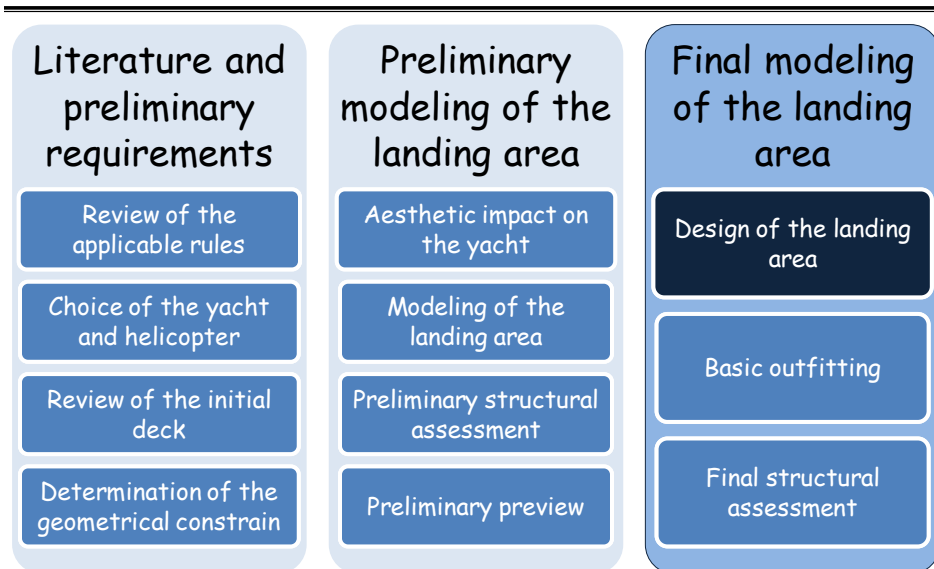 Literature and
preliminary
requirements
Review of the
applicable rules
Choice of the yacht
and helicopter
Review of the initial
deck
Determination of the
geometrical constrain
Preliminary
modeling of the
landing area
Aesthetic impact on
the yacht
Modeling of the
landing area
Preliminary structural
assessment
Preliminary preview
Final modeling
of the landing
area
Design of the landing
area
Basic outfitting
Final structural
assessment